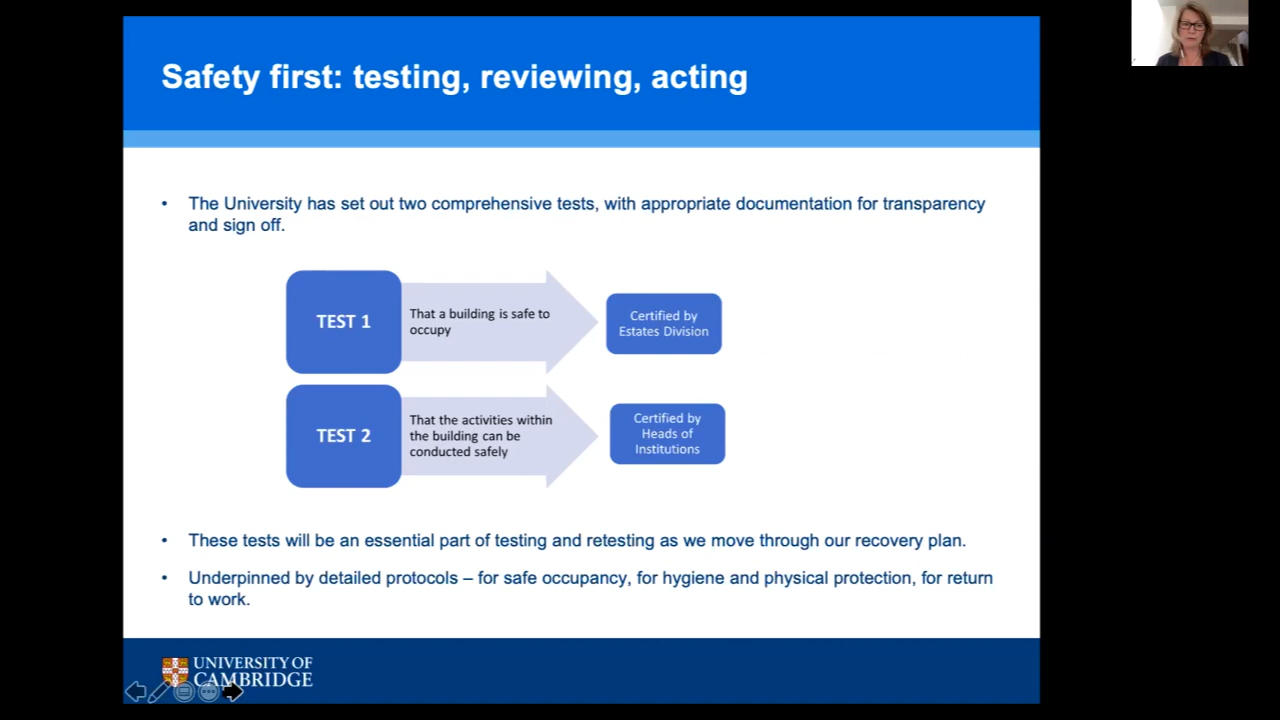 Safety first: testing, reviewing, acting
• The University has set out two comprehensive tests, with appropriate documentation for transparency
and sign off.
TEST 1
That a building is safe to
occupy
Certified by
Estates Division
TEST 2
That the activities within
the building can be
conducted safely
Certified by
Heads of
Institutions
• These tests will be an essential part of testing and retesting as we move through our recovery plan.
• Underpinned by detailed protocols – for safe occupancy, for hygiene and physical protection, for return
to work.
UNIVERSITY OF
CAMBRIDGE